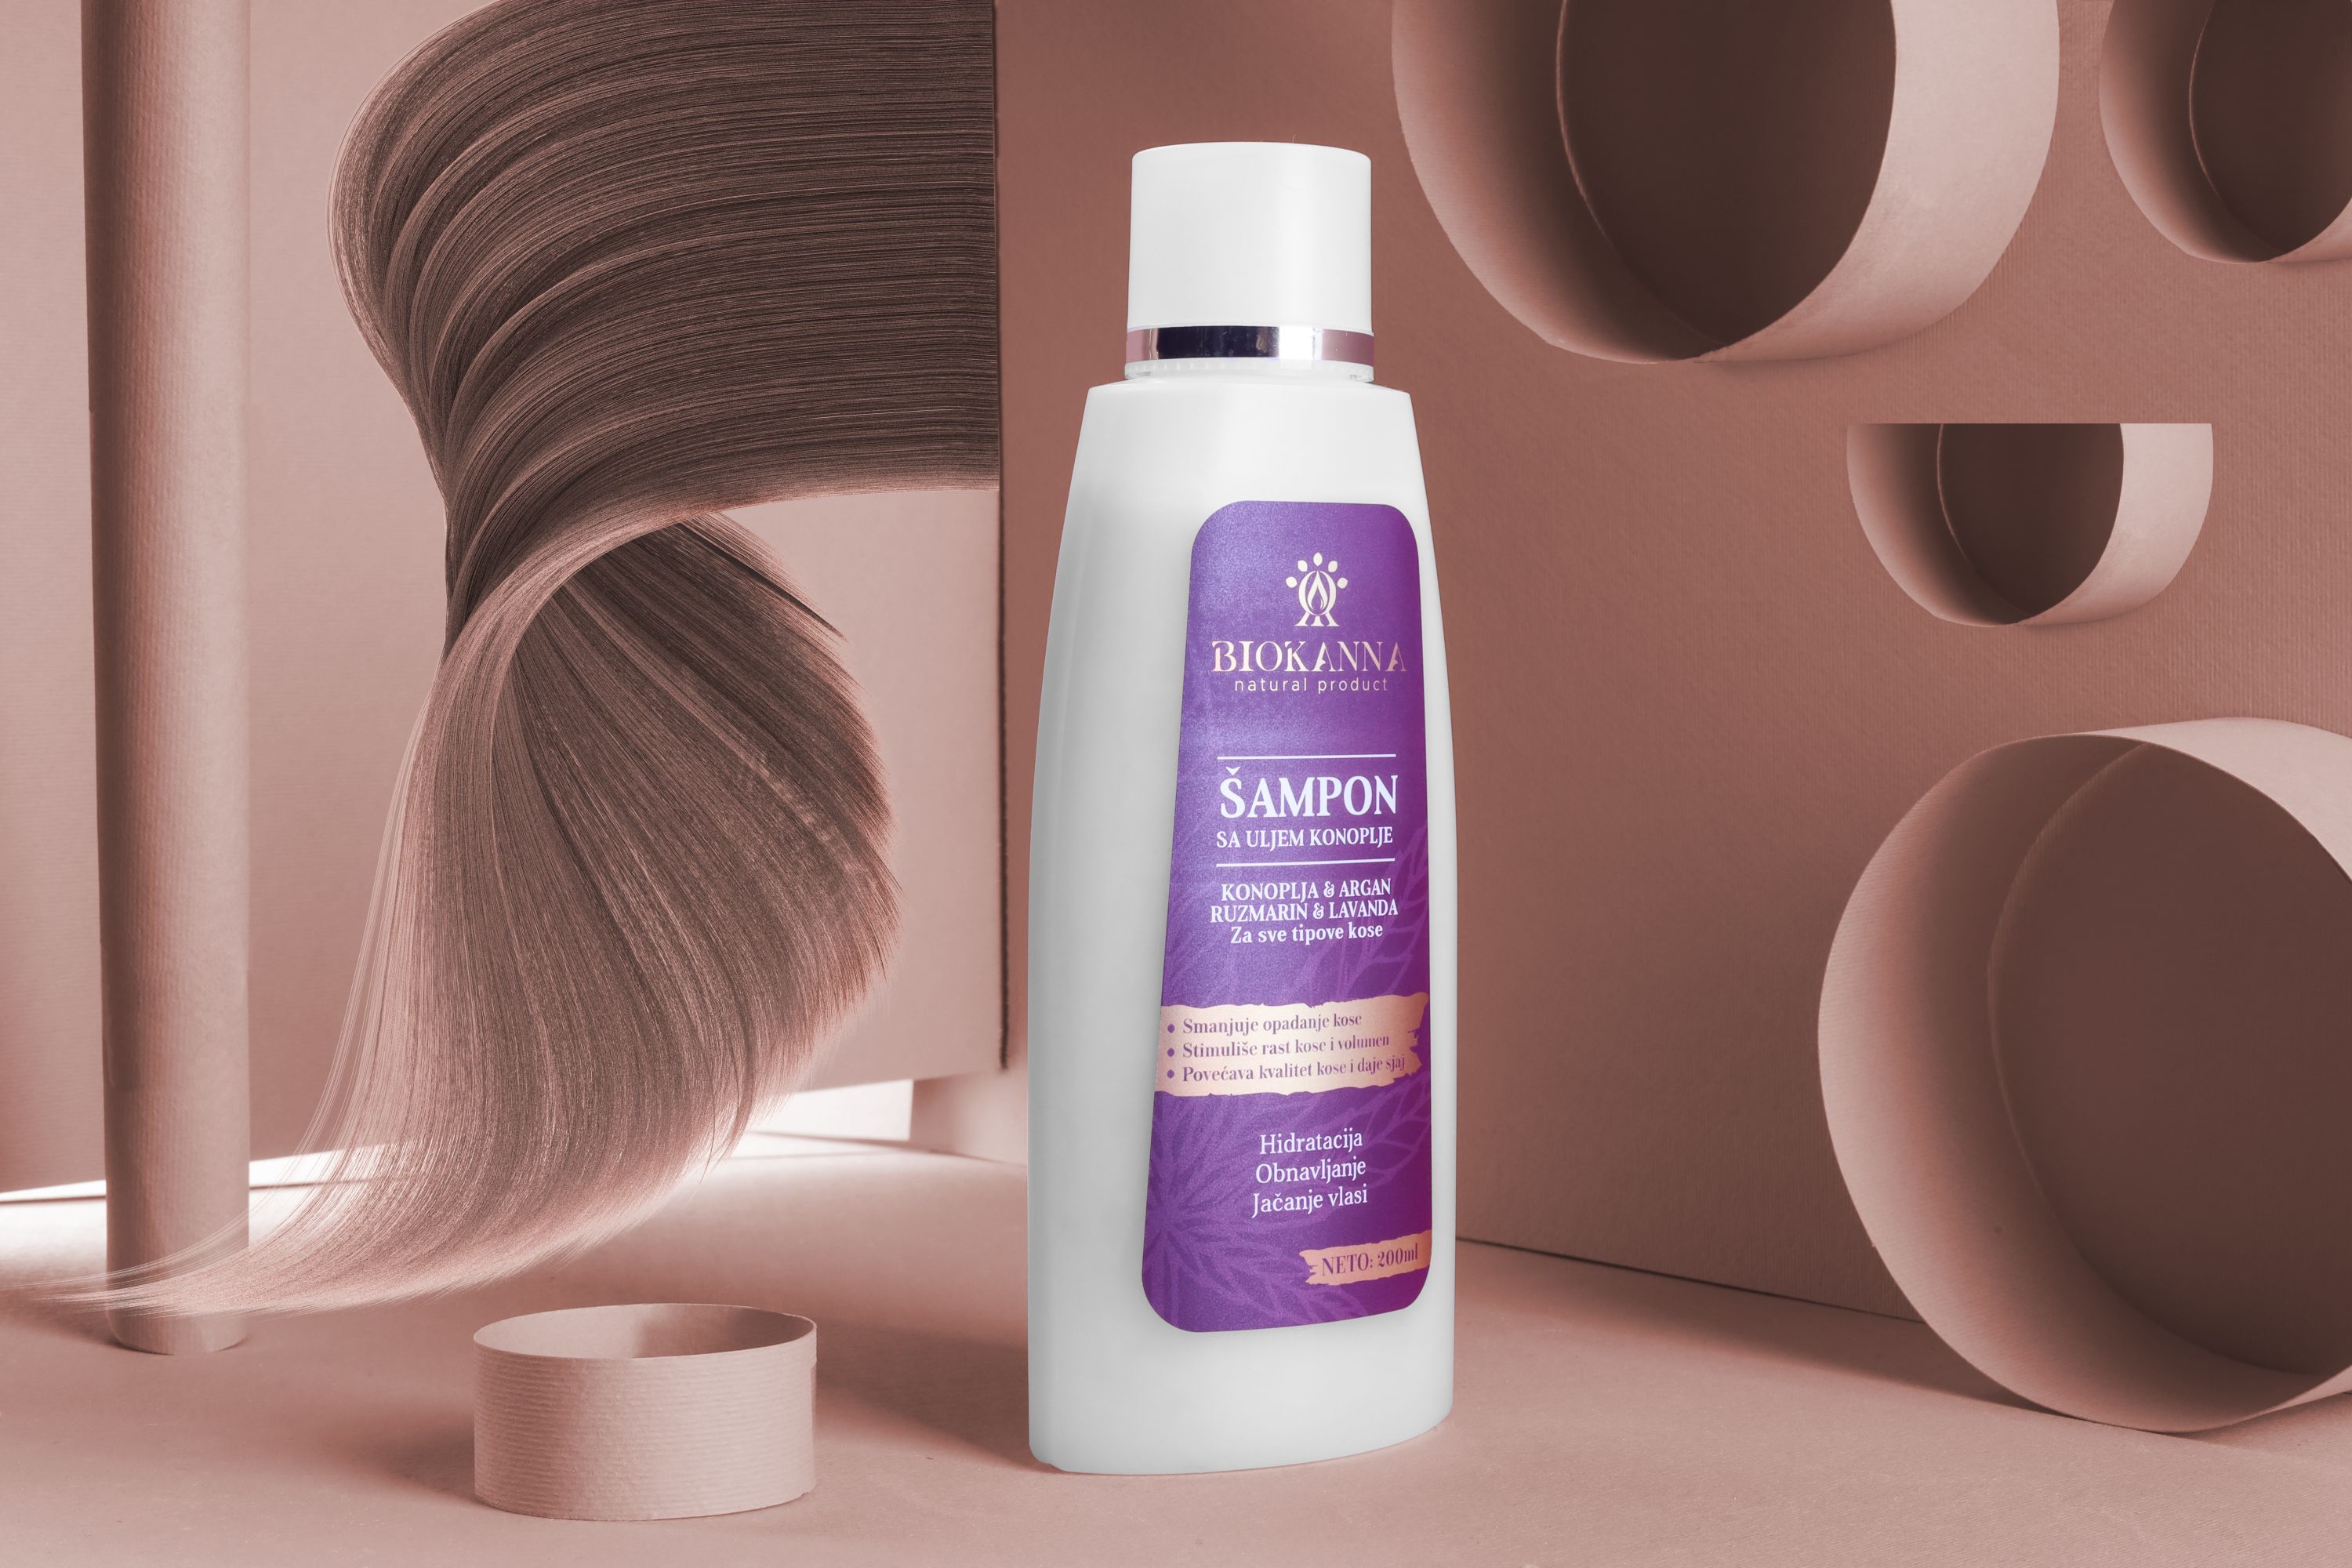 BIOKANNA
natural product
ŠAMPON
SA ULJEM KONOPLJE
KONOPLJA & ARGAN
RUZMARIN & LAVANDA
Za sve tipove kose
• Smanjuje opadanje kose
• Stimuliše rast kose i volumen
• Povećava kvalitet kose i daje sjaj
Hidratacija
Obnavljanje
Jačanje vlasi
NETO: 200ml